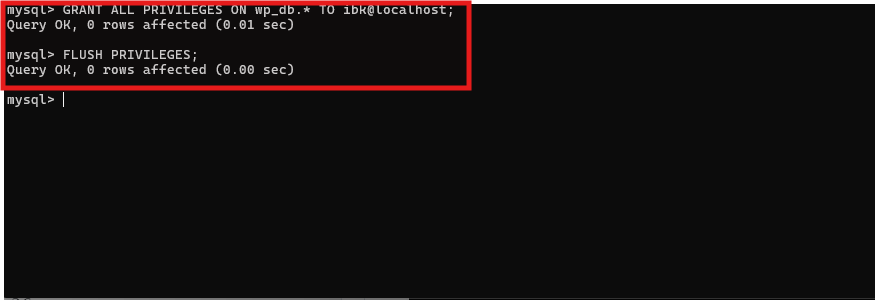 mysql> GRANT ALL PRIVILEGES ON wp_db.* TO ibk@localhost;
Query OK, 0 rows affected (0.01 sec)
mysql> FLUSH PRIVILEGES;
Query OK, 0 rows affected (0.00 sec)
mysql>